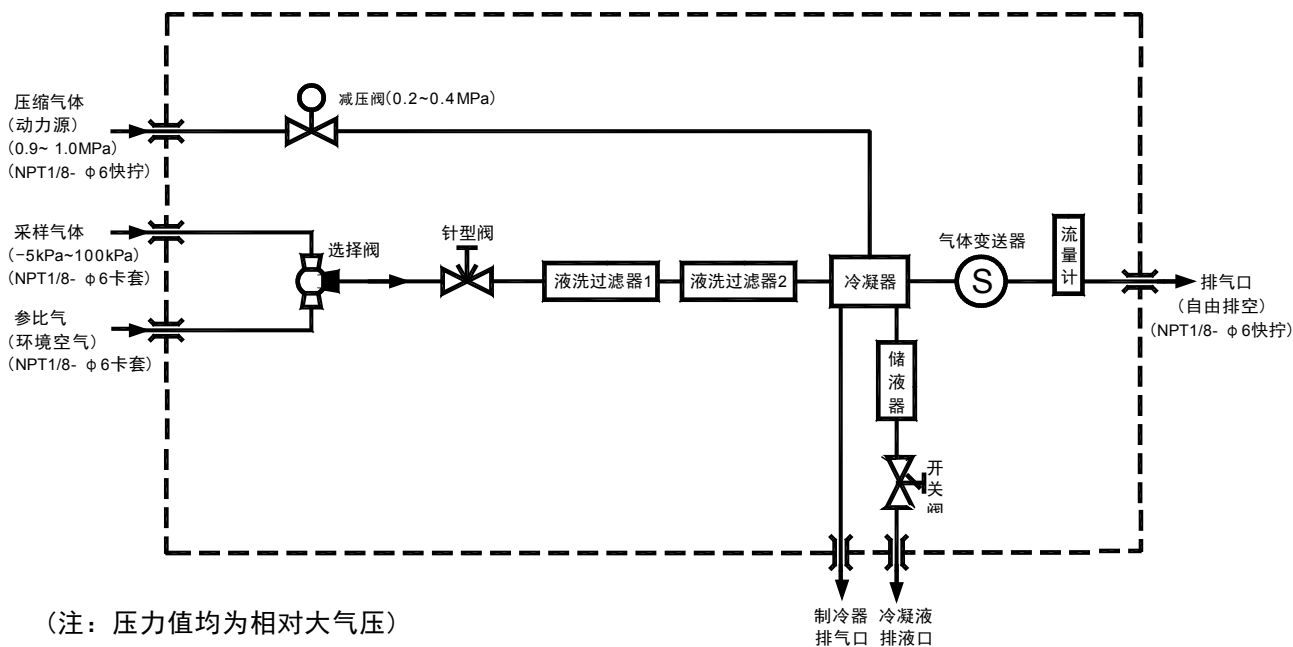 压缩气体
(动力源)
(0.9~ 1.0MPa)
(NPT1/8- φ6快拧)
减压阀(0.2~0.4MPa)
采样气体
(-5kPa~100kPa)
(NPT1/8- φ6卡套)
选择阀
针型阀
液洗过滤器1
液洗过滤器2
冷凝器
气体变送器
S
流
量
计
排气口
(自由排空)
(NPT1/8- φ6快拧)
参比气
(环境空气)
(NPT1/8- φ6卡套)
储
液
器
开
关
阀
制冷器
排气口
冷凝液
排液口
(注：压力值均为相对大气压)